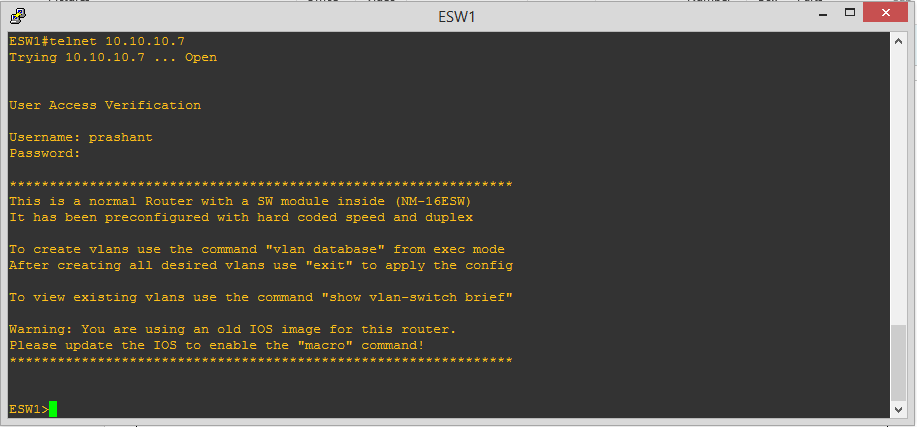 ESW1
ESW1#telnet 10.10.10.7
Trying 10.10.10.7 ... Open
User Access Verification
Username: prashant
Password:
***************************************************************
This is a normal Router with a SW module inside (NM-16ESW)
It has been preconfigured with hard coded speed and duplex
To create vlans use the command "vlan database" from exec mode
After creating all desired vlans use "exit" to apply the config
To view existing vlans use the command "show vlan-switch brief"
Warning: You are using an old IOS image for this router.
Please update the IOS to enable the "macro" command!
***************************************************************
ESW1>